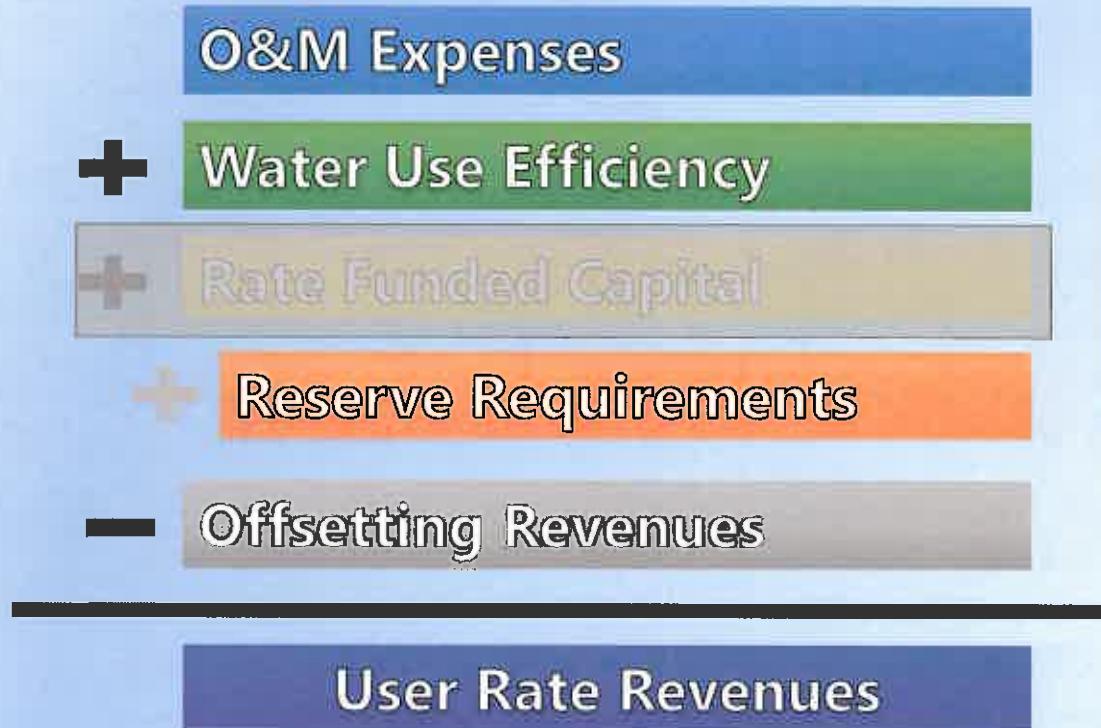 O&M Expenses
+ Water Use Efficiency
+ Rate Funded Capital
+ Reserve Requirements
− Offsetting Revenues
User Rate Revenues